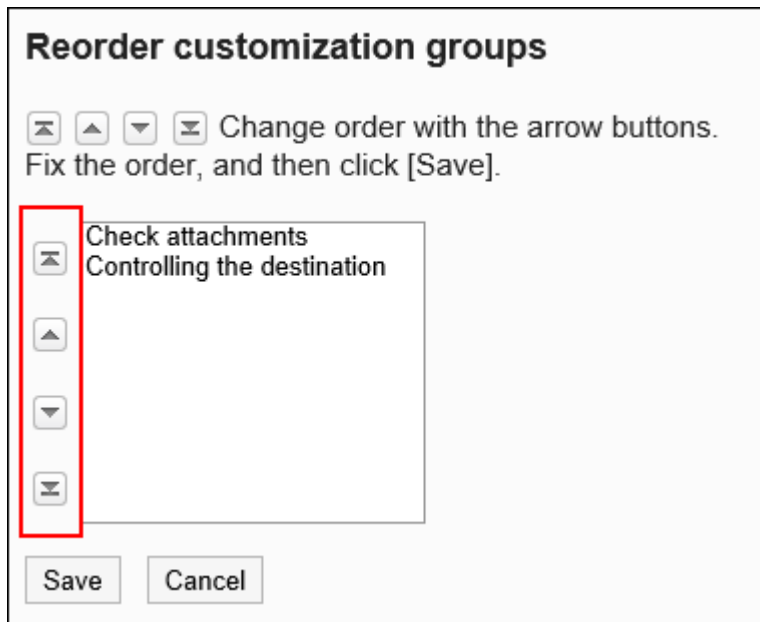 Reorder customization groups
Change order with the arrow buttons.
Fix the order, and then click [Save].
Check attachments
Controlling the destination
Save
Cancel